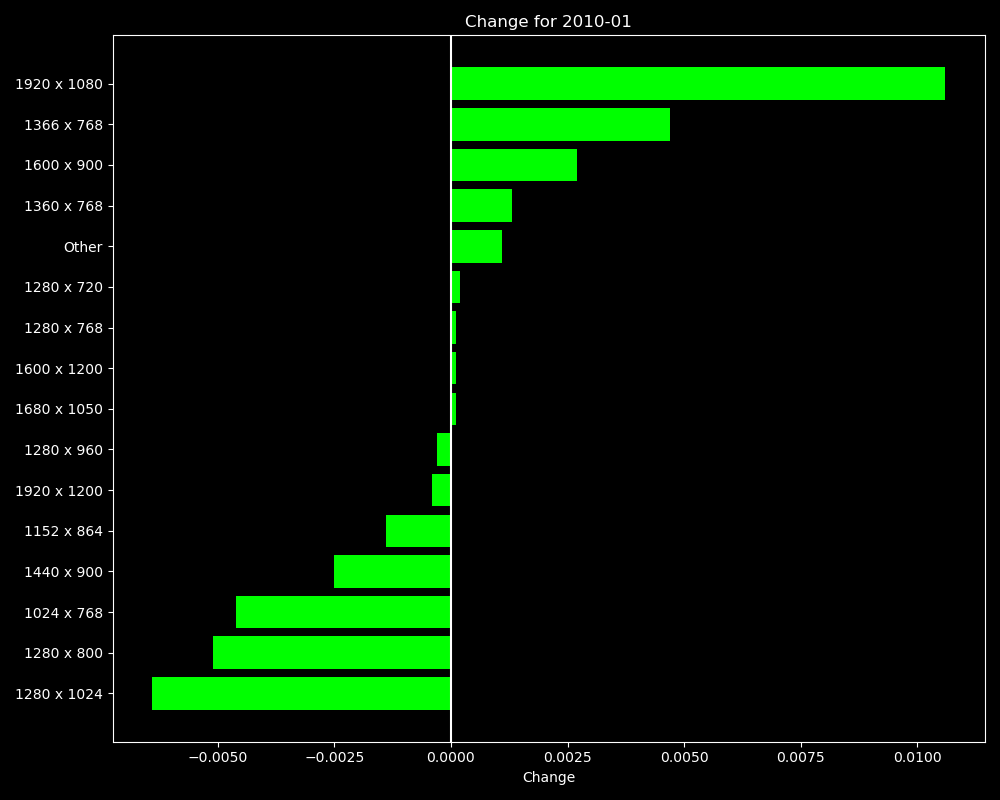 Change for 2010-01
1920 x 1080
1366 x 768
1600 x 900
1360 x 768
Other
1280 x 720
1280 x 768
1600 x 1200
1680 x 1050
1280 x 960
1920 x 1200
1152 x 864
1440 x 900
1024 x 768
1280 x 800
1280 x 1024
−0.0050 −0.0025 0.0000 0.0025 0.0050 0.0075 0.0100
Change